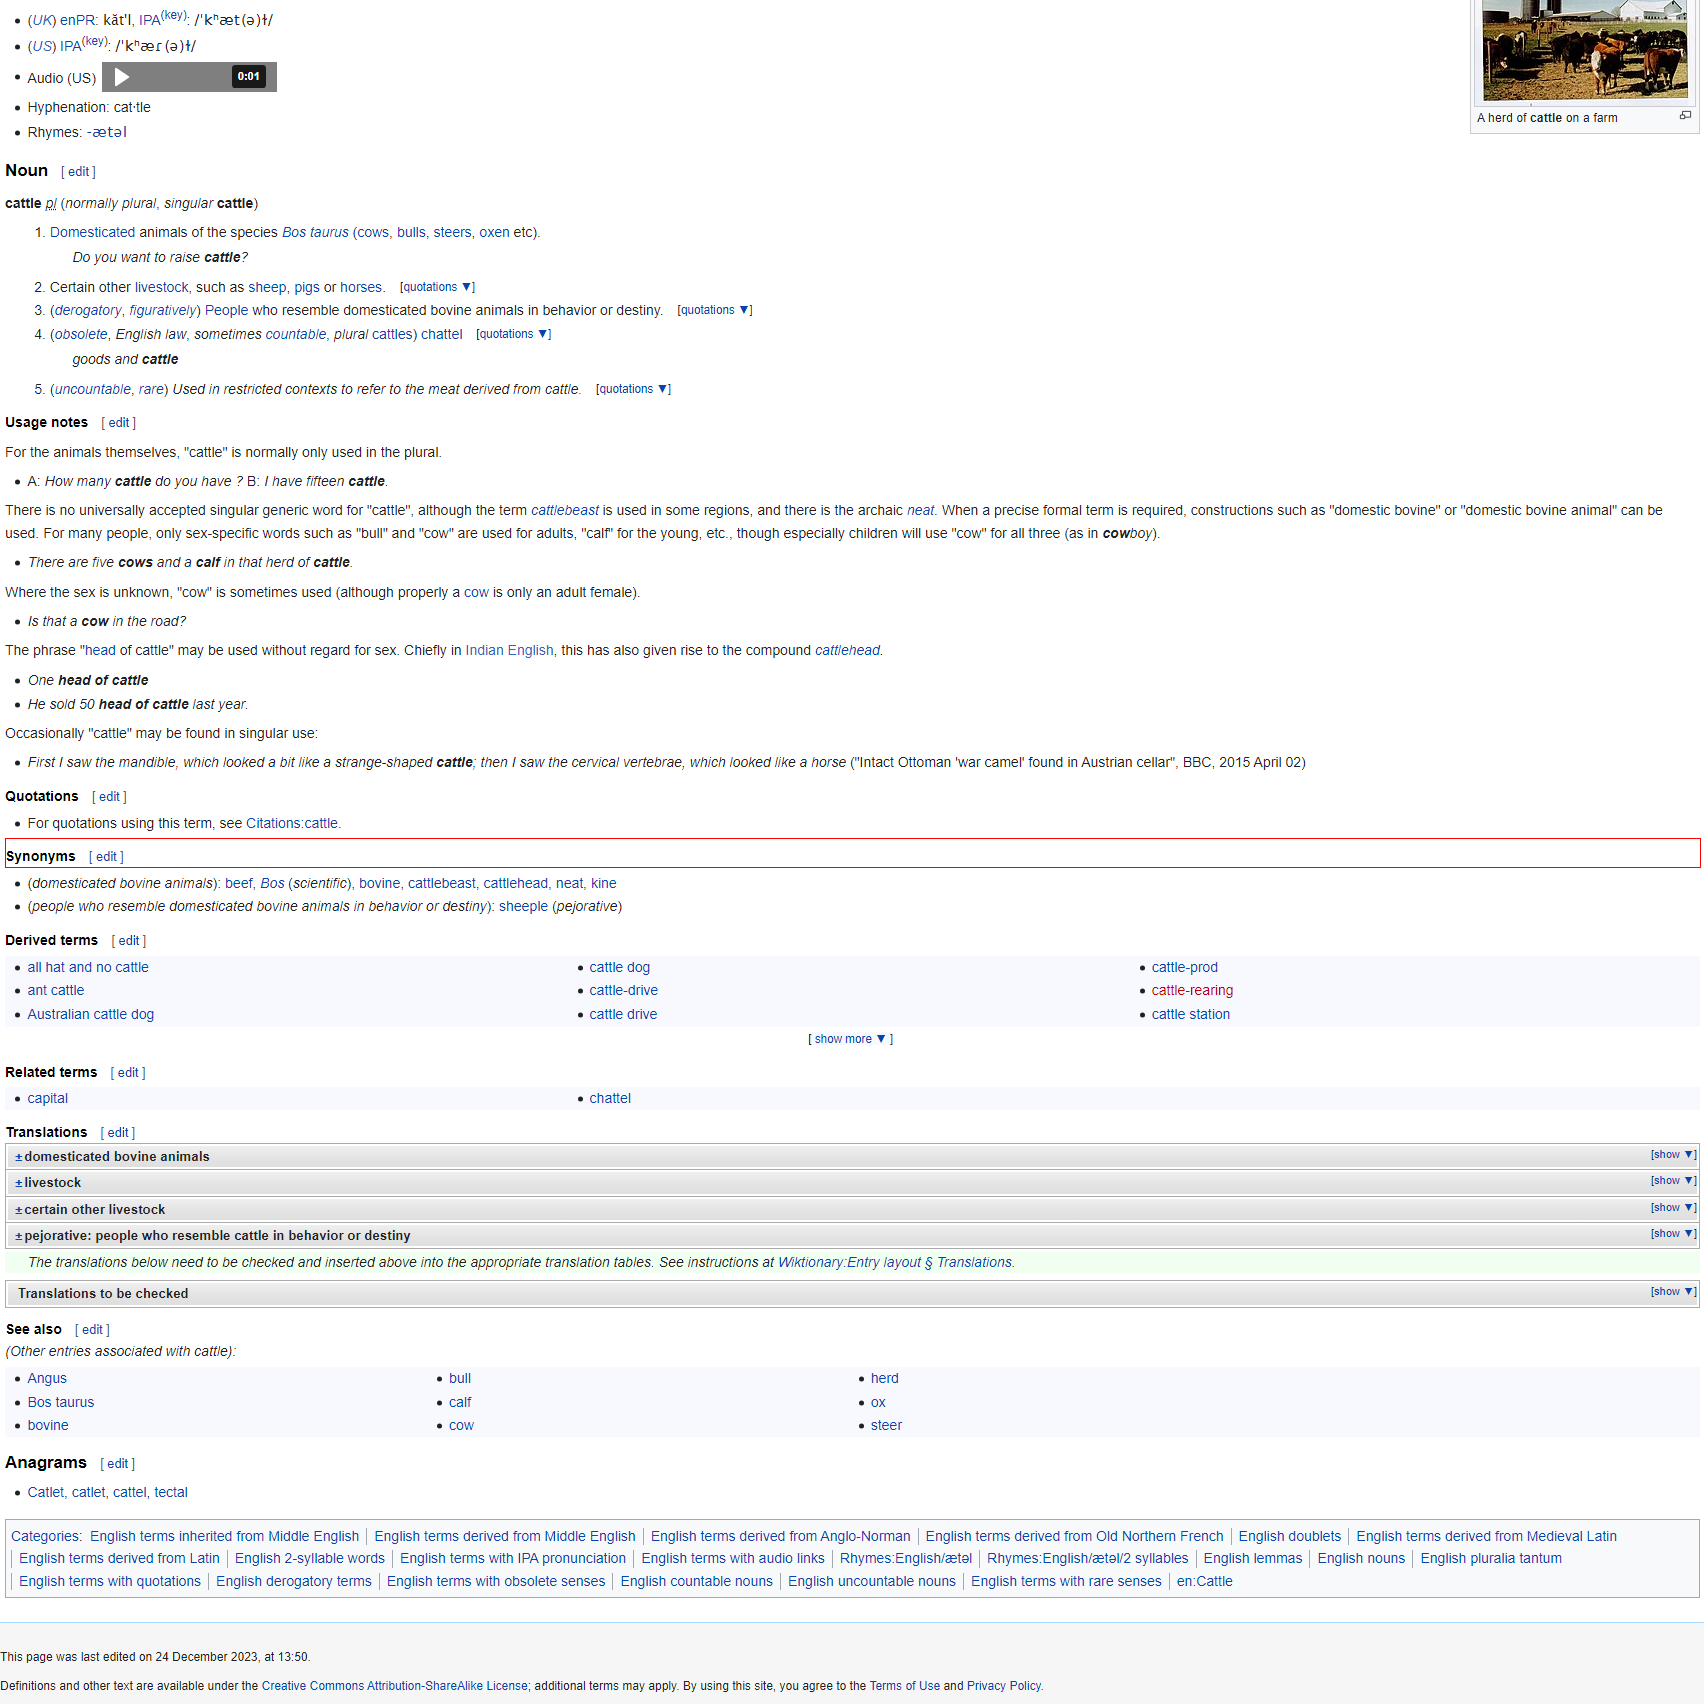 (UK) enPR: kăt'l, IPA(key): /ˈkʰæt(ə)ɫ/
(US) IPA(key): /ˈkʰæɾ(ə)ɫ/
Audio (US) 0:01
Hyphenation: cat·tle
Rhymes: -ætəl
A herd of cattle on a farm
Noun [ edit ]
cattle pl (normally plural, singular cattle)
1. Domesticated animals of the species Bos taurus (cows, bulls, steers, oxen etc).
Do you want to raise cattle?
2. Certain other livestock, such as sheep, pigs or horses. [quotations ▼]
3. (derogatory, figuratively) People who resemble domesticated bovine animals in behavior or destiny. [quotations ▼]
4. (obsolete, English law, sometimes countable, plural cattles) chattel [quotations ▼]
goods and cattle
5. (uncountable, rare) Used in restricted contexts to refer to the meat derived from cattle. [quotations ▼]
Usage notes [ edit ]
For the animals themselves, "cattle" is normally only used in the plural.
A: How many cattle do you have ? B: I have fifteen cattle.
There is no universally accepted singular generic word for "cattle", although the term cattlebeast is used in some regions, and there is the archaic neat. When a precise formal term is required, constructions such as "domestic bovine" or "domestic bovine animal" can be
used. For many people, only sex-specific words such as "bull" and "cow" are used for adults, "calf" for the young, etc., though especially children will use "cow" for all three (as in cowboy).
There are five cows and a calf in that herd of cattle.
Where the sex is unknown, "cow" is sometimes used (although properly a cow is only an adult female).
Is that a cow in the road?
The phrase "head of cattle" may be used without regard for sex. Chiefly in Indian English, this has also given rise to the compound cattlehead.
One head of cattle
He sold 50 head of cattle last year.
Occasionally "cattle" may be found in singular use:
First I saw the mandible, which looked a bit like a strange-shaped cattle; then I saw the cervical vertebrae, which looked like a horse ("Intact Ottoman 'war camel' found in Austrian cellar", BBC, 2015 April 02)
Quotations [ edit ]
For quotations using this term, see Citations:cattle.
Synonyms [ edit ]
(domesticated bovine animals): beef, Bos (scientific), bovine, cattlebeast, cattlehead, neat, kine
(people who resemble domesticated bovine animals in behavior or destiny): sheeple (pejorative)
Derived terms [ edit ]
all hat and no cattle
ant cattle
Australian cattle dog
cattle dog
cattle-drive
cattle drive
cattle-prod
cattle-rearing
cattle station
[ show more ▼ ]
Related terms [ edit ]
capital
chattel
Translations [ edit ]
±domesticated bovine animals [show ▼]
±livestock [show ▼]
±certain other livestock [show ▼]
±pejorative: people who resemble cattle in behavior or destiny [show ▼]
The translations below need to be checked and inserted above into the appropriate translation tables. See instructions at Wiktionary:Entry layout § Translations.
Translations to be checked [show ▼]
See also [ edit ]
(Other entries associated with cattle):
Angus
Bos taurus
bovine
bull
calf
cow
herd
ox
steer
Anagrams [ edit ]
Catlet, catlet, cattel, tectal
Categories: English terms inherited from Middle English | English terms derived from Middle English | English terms derived from Anglo-Norman | English terms derived from Old Northern French | English doublets | English terms derived from Medieval Latin
| English terms derived from Latin | English 2-syllable words | English terms with IPA pronunciation | English terms with audio links | Rhymes:English/ætəl | Rhymes:English/ætəl/2 syllables | English lemmas | English nouns | English pluralia tantum
| English terms with quotations | English derogatory terms | English terms with obsolete senses | English countable nouns | English uncountable nouns | English terms with rare senses | en:Cattle
This page was last edited on 24 December 2023, at 13:50.
Definitions and other text are available under the Creative Commons Attribution-ShareAlike License; additional terms may apply. By using this site, you agree to the Terms of Use and Privacy Policy.